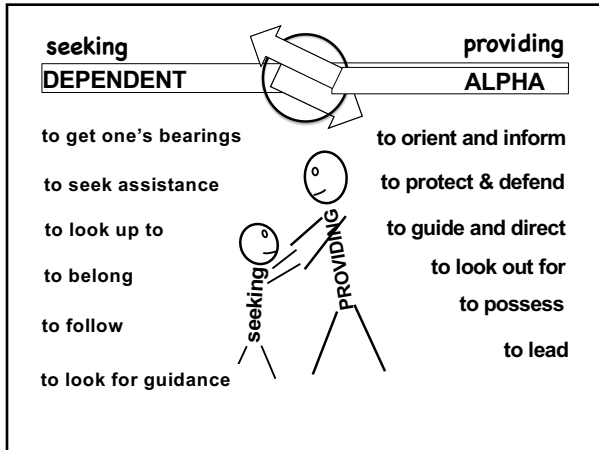 seeking
DEPENDENT
to get one's bearings
to seek assistance
to look up to
to belong
to follow
to look for guidance
seeking
PROVIDING
providing
ALPHA
to orient and inform
to protect & defend
to guide and direct
to look out for
to possess
to lead